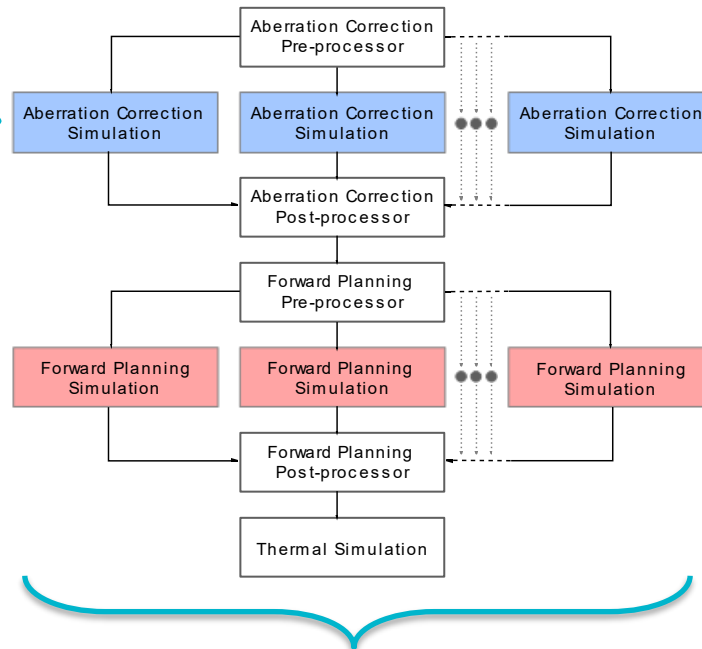 Aberration Correction
Pre-processor
Aberration Correction
Simulation
Aberration Correction
Simulation
Aberration Correction
Simulation
Aberration Correction
Post-processor
Forward Planning
Pre-processor
Forward Planning
Simulation
Forward Planning
Simulation
Forward Planning
Simulation
Forward Planning
Post-processor
Thermal Simulation